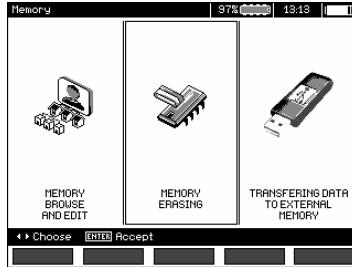 Memory 97% 13:13
MEMORY
BROWSE
AND EDIT
MEMORY
ERASING
TRANSFERING DATA
TO EXTERNAL
MEMORY
Choose ENTER Accept